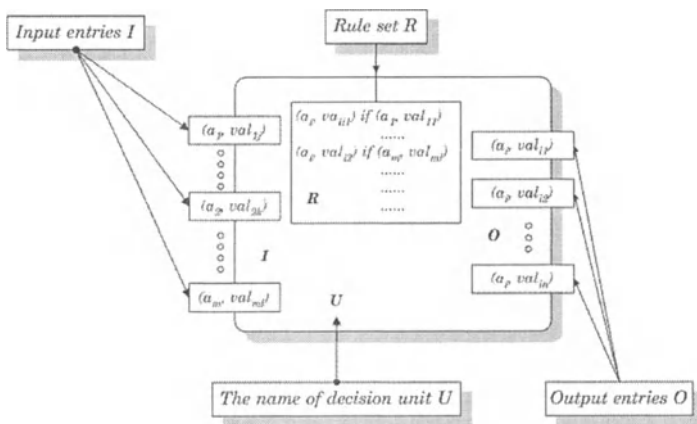 Input entries I
Rule set R
(a₁, val₁ⱼ)
(a₂, val₂ₖ)
I
(aₘ, valₘₗ)
(aᵢ, vaᵢᵢ₁) if (a₁, val₁₁)
......
(aᵢ, valᵢ₂) if (aₘ, valₘₗ)
......
......
R
......
(aᵢ, valᵢ₁)
(aᵢ, valᵢ₂)
O
(aᵢ, valᵢₙ)
U
The name of decision unit U
Output entries O